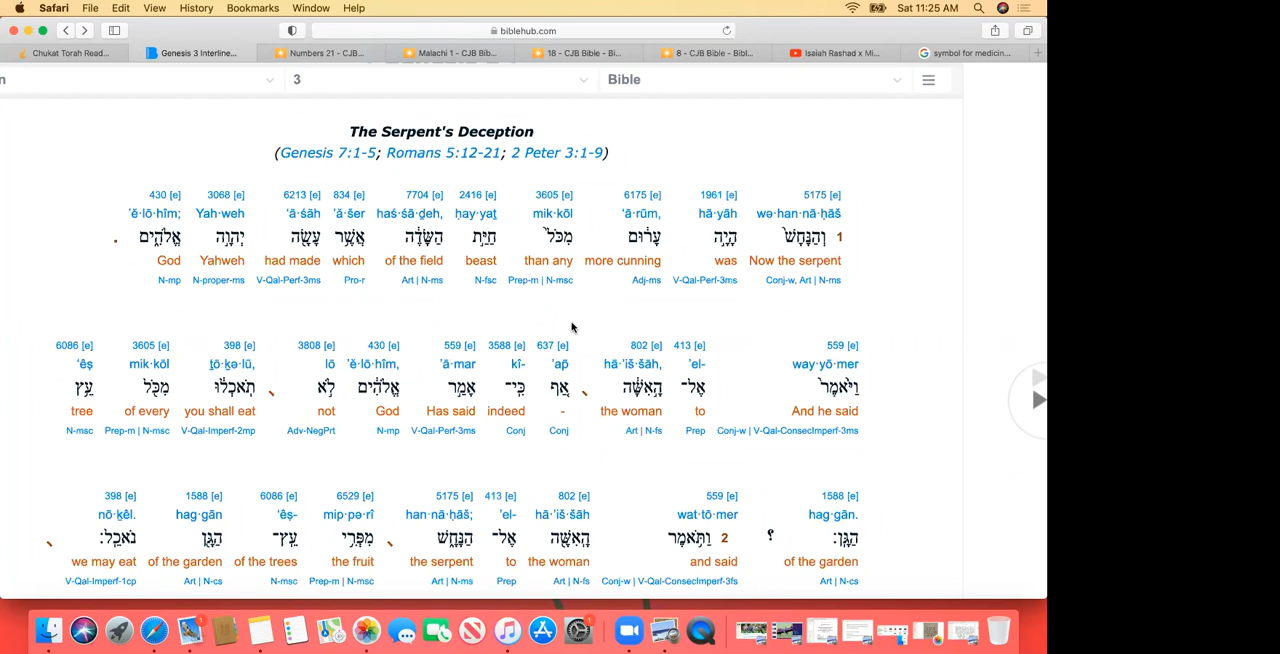 Safari File Edit View History Bookmarks Window Help Sat 11:25 AM
biblehub.com
Chukat Torah Read... Genesis 3 Interline... Numbers 21 - CJB... Malachi 1 - CJB Bib... 18 - CJB Bible - Bi... 8 - CJB Bible - Bibl... Isaiah Rashad x Mi... symbol for medicin...
n 3 Bible
The Serpent's Deception
(Genesis 7:1-5; Romans 5:12-21; 2 Peter 3:1-9)
430 [e] 3068 [e] 6213 [e] 834 [e] 7704 [e] 2416 [e] 3605 [e] 6175 [e] 1961 [e] 5175 [e]
’ĕ·lō·hîm; Yah·weh ‘ā·śāh ’ă·šer haś·śā·ḏeh, ḥay·yaṯ mik·kōl ‘ā·rūm, hā·yāh wə·han·nā·ḥāš
1 וְהַנָּחָשׁ֙ הָיָ֣ה עָר֔וּם מִכֹּל֙ חַיַּ֣ת הַשָּׂדֶ֔ה אֲשֶׁ֥ר עָשָׂ֖ה יְהוָ֣ה אֱלֹהִ֑ים .
God Yahweh had made which of the field beast than any more cunning was Now the serpent
N-mp N-proper-ms V-Qal-Perf-3ms Pro-r Art | N-ms N-fsc Prep-m | N-msc Adj-ms V-Qal-Perf-3ms Conj-w, Art | N-ms
6086 [e] 3605 [e] 398 [e] 3808 [e] 430 [e] 559 [e] 3588 [e] 637 [e] 802 [e] 413 [e] 559 [e]
‘êṣ mik·kōl ṯō·ḵə·lū, lō ’ĕ·lō·hîm, ’ā·mar kî- ’ap̄ hā·’iš·šāh, ’el- way·yō·mer
וַיֹּ֙אמֶר֙ אֶל־ הָ֣אִשָּׁ֔ה 、 אַ֚ף כִּֽי־ אָמַ֣ר אֱלֹהִ֔ים לֹ֣א 、 תֹֽאכְל֔וּ מִכֹּ֖ל עֵ֥ץ
tree of every you shall eat not God Has said indeed - the woman to And he said
N-msc Prep-m | N-msc V-Qal-Imperf-2mp Adv-NegPrt N-mp V-Qal-Perf-3ms Conj Conj Art | N-fs Prep Conj-w | V-Qal-ConsecImperf-3ms
398 [e] 1588 [e] 6086 [e] 6529 [e] 5175 [e] 413 [e] 802 [e] 559 [e] 1588 [e]
nō·ḵêl. hag·gān ‘êṣ- mip·pə·rî han·nā·ḥāš; ’el- hā·’iš·šāh wat·tō·mer hag·gān.
הַגָּֽן׃ ؟ 2 וַתֹּ֥אמֶר הָֽאִשָּׁ֖ה אֶל־ הַנָּחָ֑שׁ 、 מִפְּרִ֥י עֵֽץ־ הַגָּ֖ן נֹאכֵֽל׃ 、
we may eat of the garden of the trees the fruit the serpent to the woman and said of the garden
V-Qal-Imperf-1cp Art | N-cs N-msc Prep-m | N-msc Art | N-ms Prep Art | N-fs Conj-w | V-Qal-ConsecImperf-3fs Art | N-cs